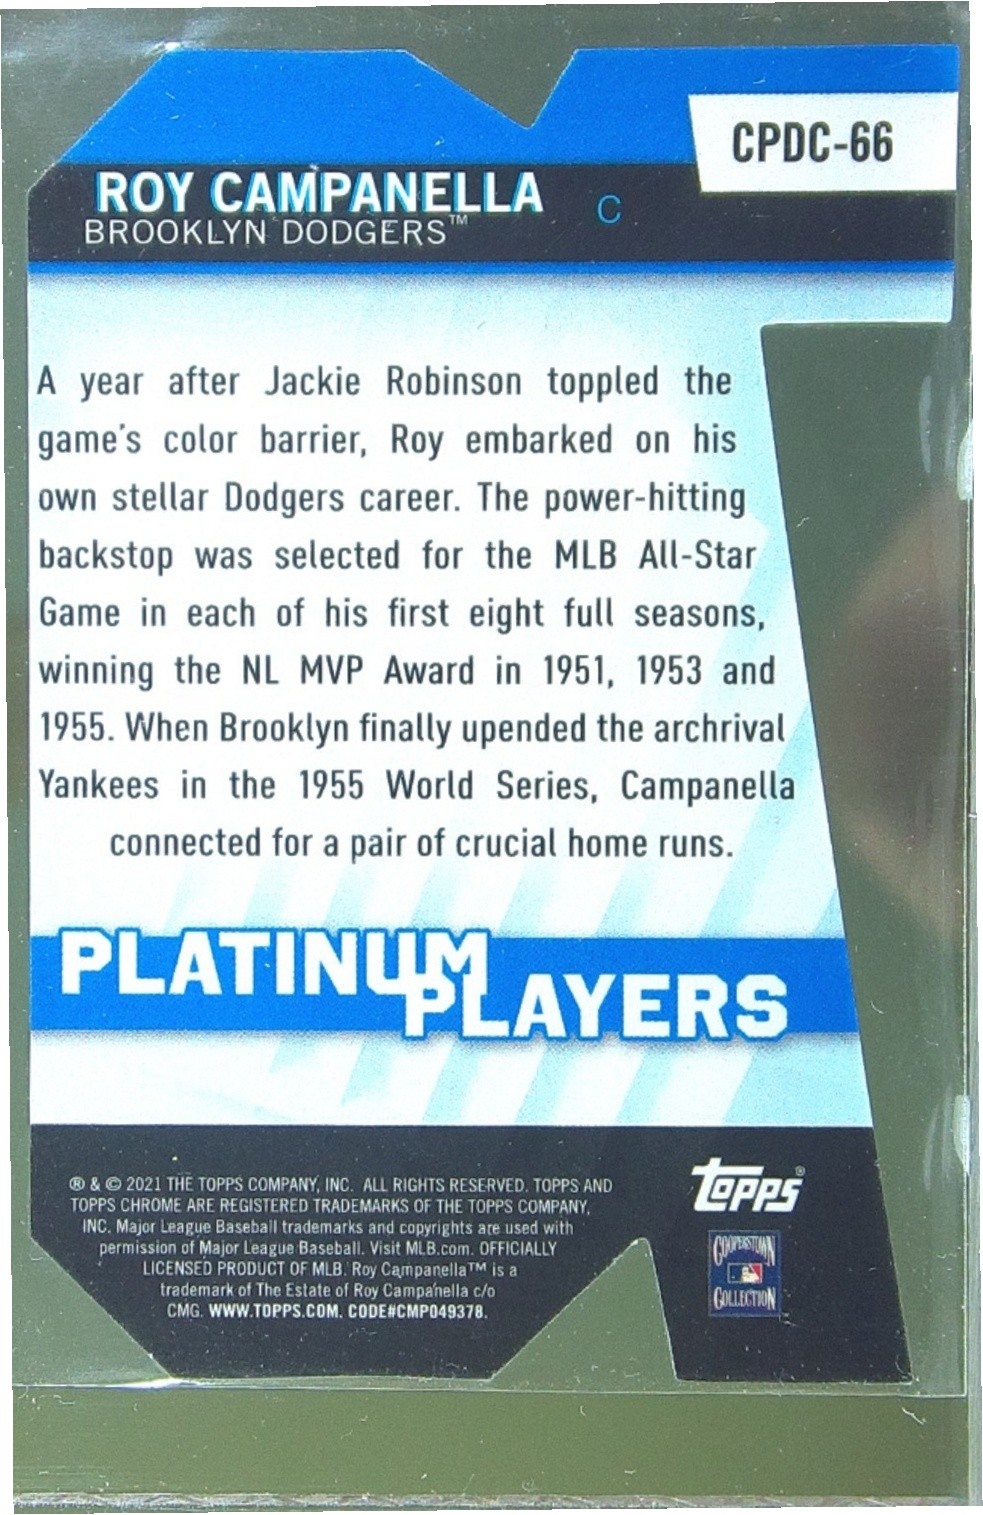 CPDC-66
ROY CAMPANELLA
C
BROOKLYN DODGERS™
A year after Jackie Robinson toppled the
game's color barrier, Roy embarked on his
own stellar Dodgers career. The power-hitting
backstop was selected for the MLB All-Star
Game in each of his first eight full seasons,
winning the NL MVP Award in 1951, 1953 and
1955. When Brooklyn finally upended the archrival
Yankees in the 1955 World Series, Campanella
connected for a pair of crucial home runs.
PLATINUM
PLAYERS
® & © 2021 THE TOPPS COMPANY, INC. ALL RIGHTS RESERVED. TOPPS AND
TOPPS CHROME ARE REGISTERED TRADEMARKS OF THE TOPPS COMPANY,
INC. Major League Baseball trademarks and copyrights are used with
permission of Major League Baseball. Visit MLB.com. OFFICIALLY
LICENSED PRODUCT OF MLB. Roy Campanella™ is a
trademark of The Estate of Roy Campanella c/o
CMG. WWW.TOPPS.COM. CODE#CMP049378.
TOPPS®
COOPERSTOWN
COLLECTION